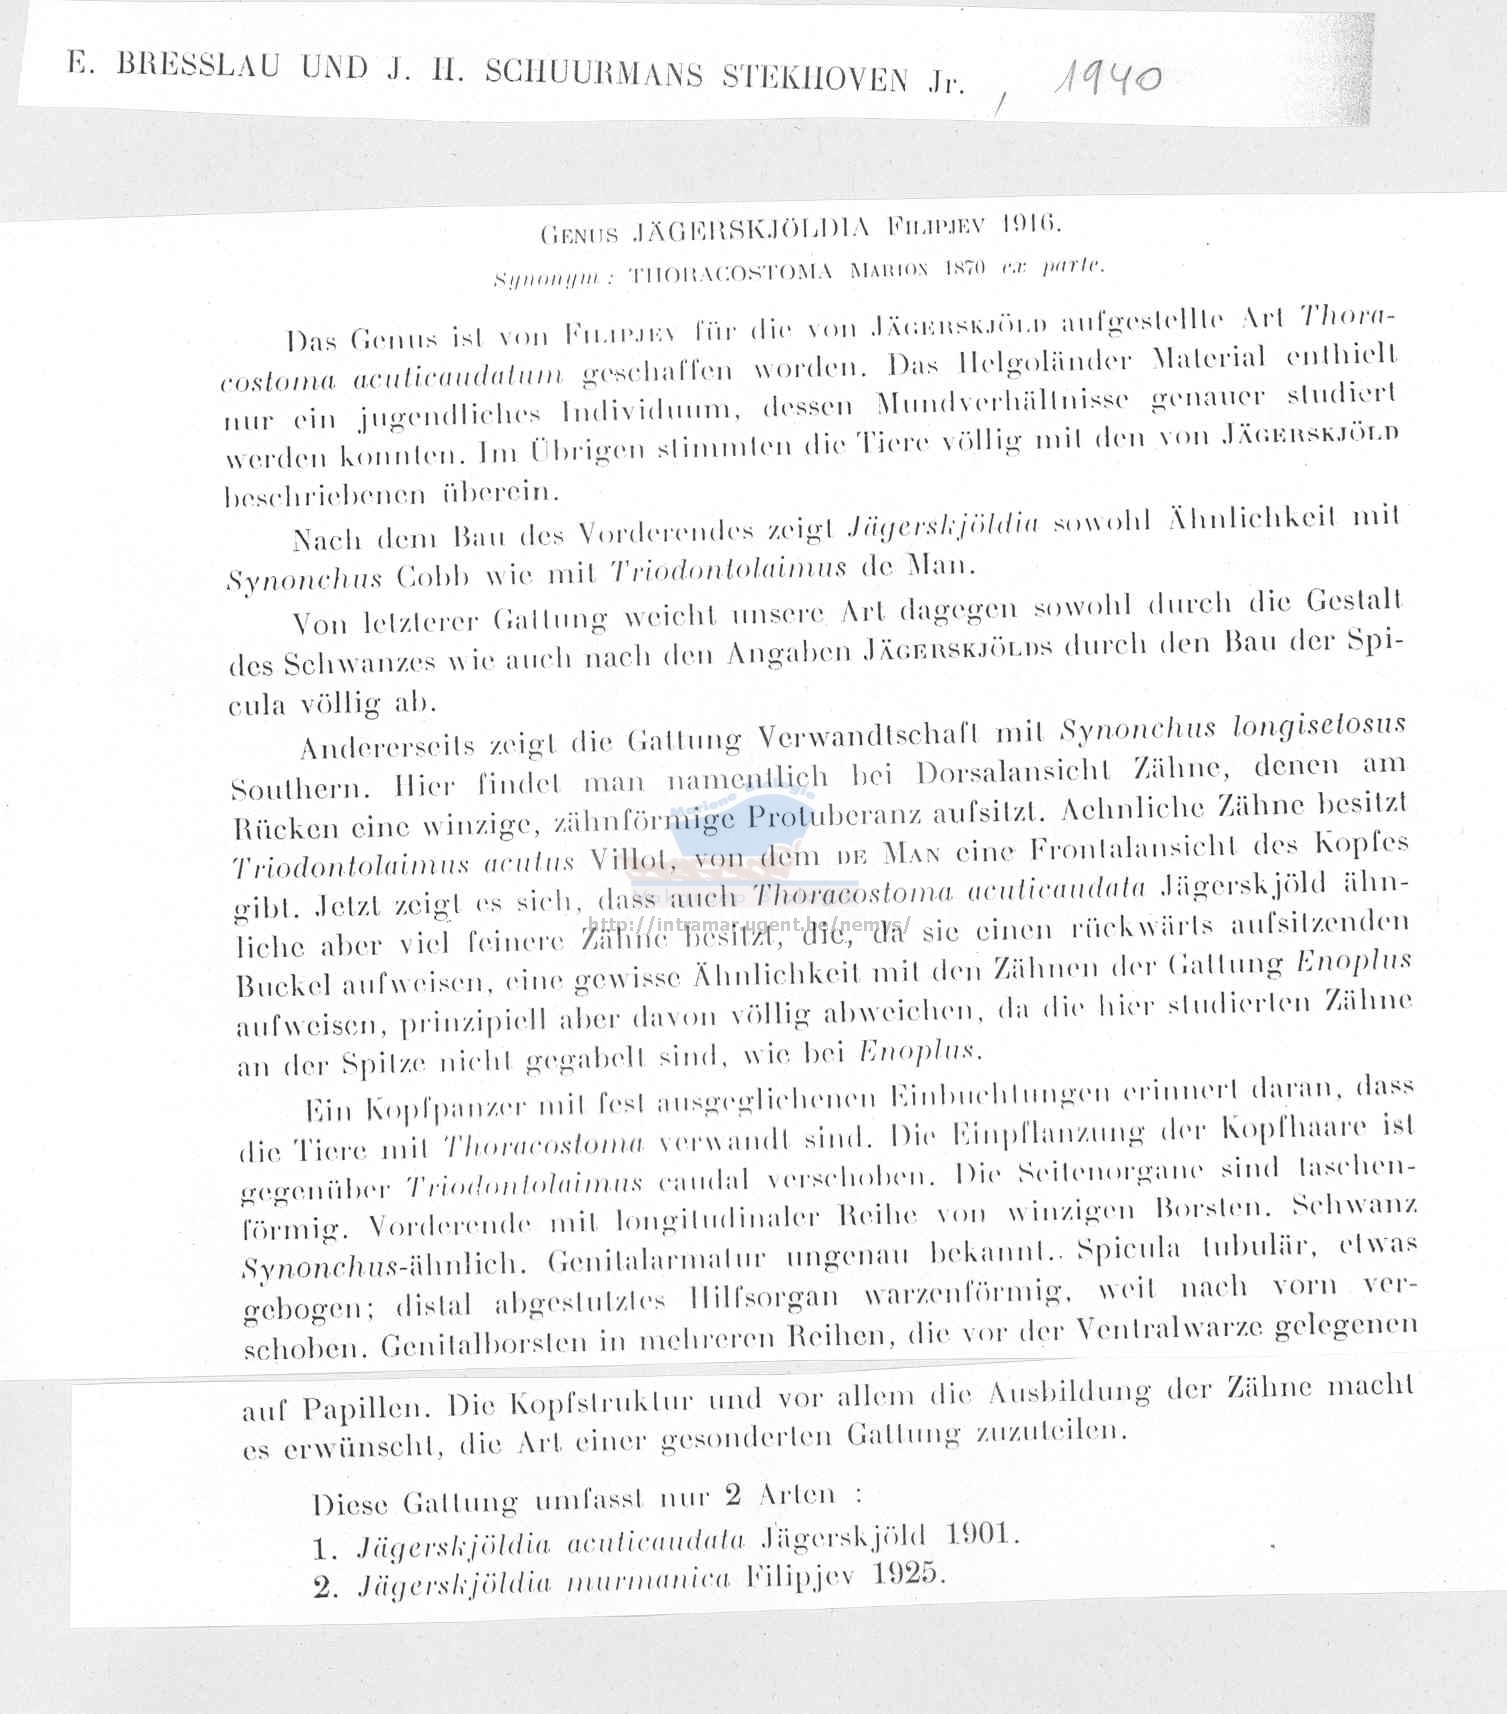 E. BRESSLAU UND J. H. SCHUURMANS STEKHOVEN Jr. , 1940
GENUS JÄGERSKJÖLDIA FILIPJEV 1916.
Synonym : THORACOSTOMA MARION 1870 ex parte.
Das Genus ist von FILIPJEV für die von JÄGERSKJÖLD aufgestellte Art Thora-
costoma acuticaudatum geschaffen worden. Das Helgoländer Material enthielt
nur ein jugendliches Individuum, dessen Mundverhältnisse genauer studiert
werden konnten. Im Übrigen stimmten die Tiere völlig mit den von JÄGERSKJÖLD
beschriebenen überein.
Nach dem Bau des Vorderendes zeigt Jägerskjöldia sowohl Ähnlichkeit mit
Synonchus Cobb wie mit Triodontolaimus de Man.
Von letzterer Gattung weicht unsere Art dagegen sowohl durch die Gestalt
des Schwanzes wie auch nach den Angaben JÄGERSKJÖLDS durch den Bau der Spi-
cula völlig ab.
Andererseits zeigt die Gattung Verwandtschaft mit Synonchus longisetosus
Southern. Hier findet man namentlich bei Dorsalansicht Zähne, denen am
Rücken eine winzige, zähnförmige Protuberanz aufsitzt. Aehnliche Zähne besitzt
Triodontolaimus acutus Villot, von dem DE MAN eine Frontalansicht des Kopfes
gibt. Jetzt zeigt es sich, dass auch Thoracostoma acuticaudata Jägerskjöld ähn-
http://intramar.ugent.be/nemys/
liche aber viel feinere Zähne besitzt, die, da sie einen rückwärts aufsitzenden
Buckel aufweisen, eine gewisse Ähnlichkeit mit den Zähnen der Gattung Enoplus
aufweisen, prinzipiell aber davon völlig abweichen, da die hier studierten Zähne
an der Spitze nicht gegabelt sind, wie bei Enoplus.
Ein Kopfpanzer mit fest ausgeglichenen Einbuchtungen erinnert daran, dass
die Tiere mit Thoracostoma verwandt sind. Die Einpflanzung der Kopfhaare ist
gegenüber Triodontolaimus caudal verschoben. Die Seitenorgane sind taschen-
förmig. Vorderende mit longitudinaler Reihe von winzigen Borsten. Schwanz
Synonchus-ähnlich. Genitalarmatur ungenau bekannt.. Spicula tubulär, etwas
gebogen; distal abgestutztes Hilfsorgan warzenförmig, weit nach vorn ver-
schoben. Genitalborsten in mehreren Reihen, die vor der Ventralwarze gelegenen
auf Papillen. Die Kopfstruktur und vor allem die Ausbildung der Zähne macht
es erwünscht, die Art einer gesonderten Gattung zuzuteilen.
Diese Gattung umfasst nur 2 Arten :
1. Jägerskjöldia acuticaudata Jägerskjöld 1901.
2. Jägerskjöldia murmanica Filipjev 1925.